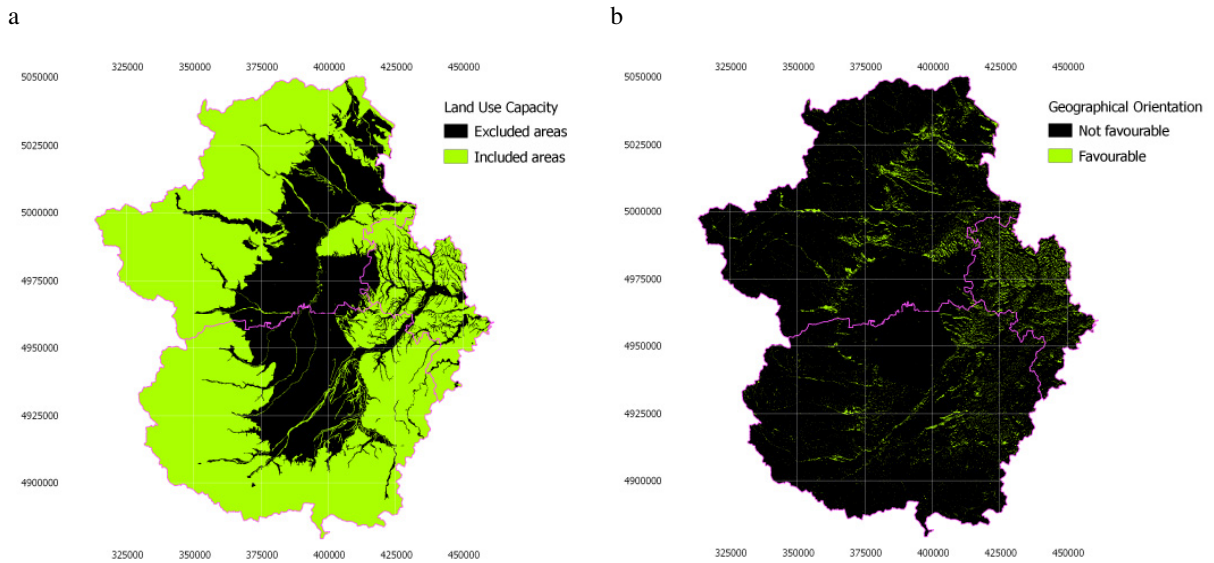 a
325000 350000 375000 400000 425000 450000
5050000
5025000
5000000
4975000
4950000
4925000
4900000
Land Use Capacity
Excluded areas
Included areas
325000 350000 375000 400000 425000 450000
b
325000 350000 375000 400000 425000 450000
5050000
5025000
5000000
4975000
4950000
4925000
4900000
Geographical Orientation
Not favourable
Favourable
325000 350000 375000 400000 425000 450000